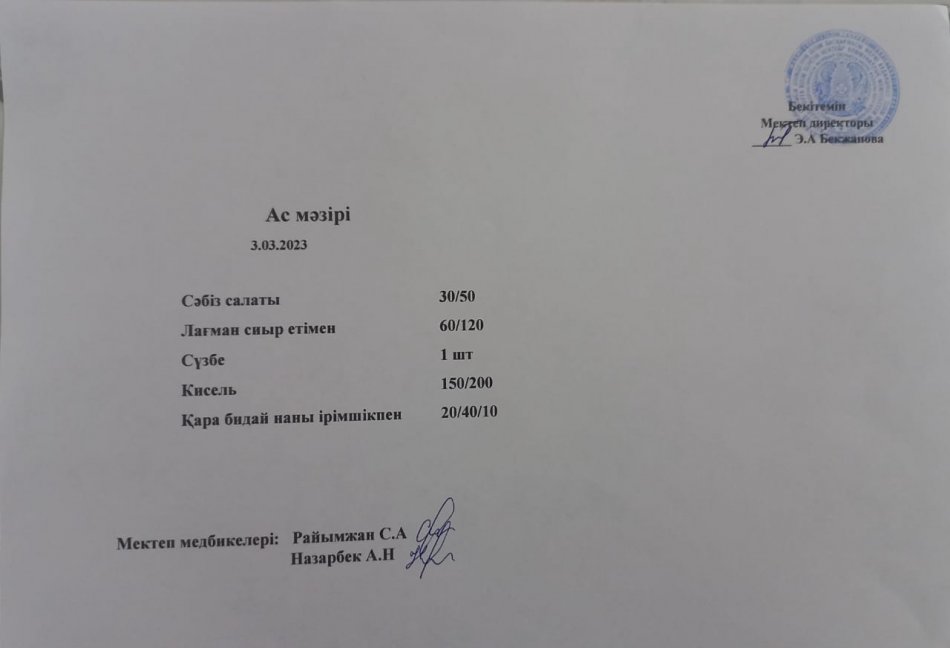 Бекітемін
Мектеп директоры
Э.А Бекжанова
Ас мәзірі
3.03.2023
Сәбіз салаты 30/50
Лағман сиыр етімен 60/120
Сүзбе 1 шт
Кисель 150/200
Қара бидай наны ірімшікпен 20/40/10
Мектеп медбикелері: Райымжан С.А
Назарбек А.Н